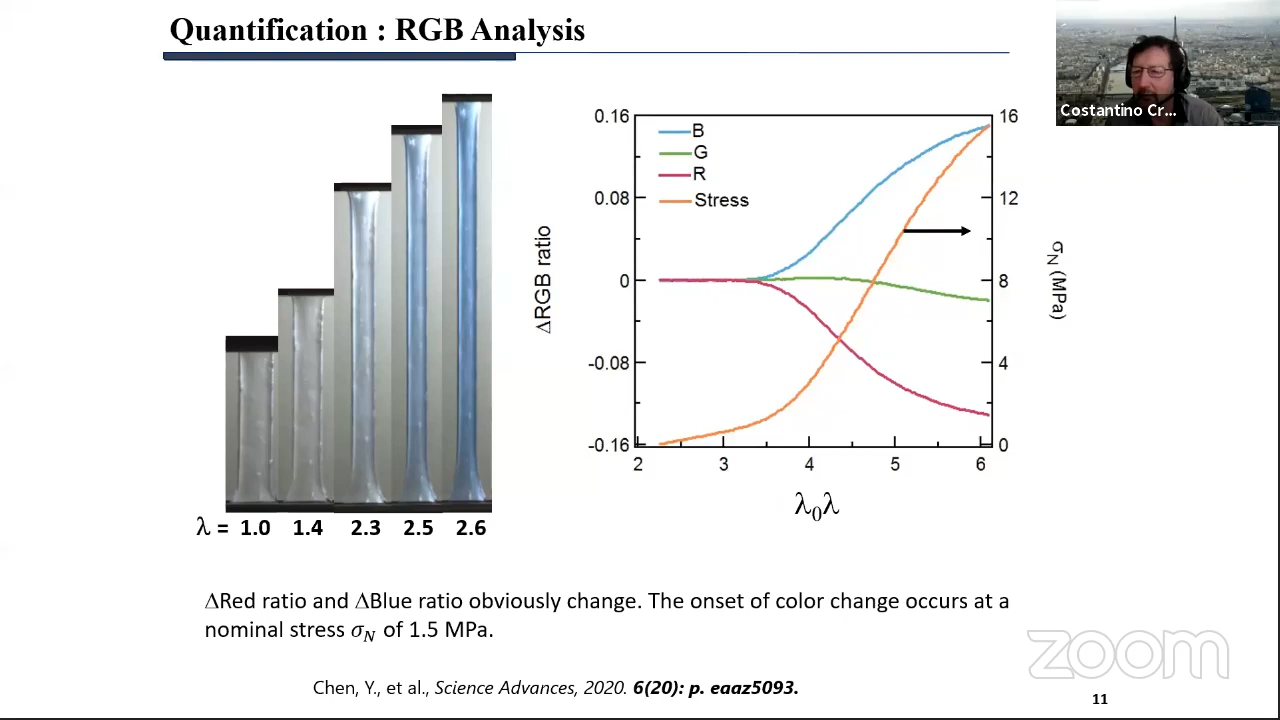 Quantification : RGB Analysis
Costantino Cr...
λ = 1.0 1.4 2.3 2.5 2.6
B
G
R
Stress
0.16
0.08
0
-0.08
-0.16
ΔRGB ratio
16
12
8
4
0
σN (MPa)
2 3 4 5 6
λ0λ
ΔRed ratio and ΔBlue ratio obviously change. The onset of color change occurs at a
nominal stress σN of 1.5 MPa.
zoom
Chen, Y., et al., Science Advances, 2020. 6(20): p. eaaz5093.
11